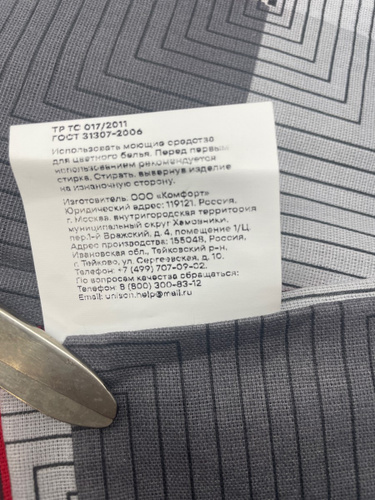 ТР ТС 017/2011
ГОСТ 31307-2006
Использовать моющие средства
для цветного белья. Перед первым
использованием рекомендуется
стирка. Стирать, вывернув изделие
на изнаночную сторону.
Изготовитель: ООО «Комфорт»
Юридический адрес: 119121, Россия,
г. Москва, внутригородская территория
муниципальный округ Хамовники,
пер.1-й Вражский, д. 4, помещение 1/Ц
Адрес производства: 155048, Россия,
Ивановская обл., Тейковский р-н,
г. Тейково, ул. Сергеевская, д. 10,
Телефон: +7 (499) 707-09-02.
По вопросам качества обращаться:
Телефон: 8 (800) 300-83-12
Email: unison.help@mail.ru